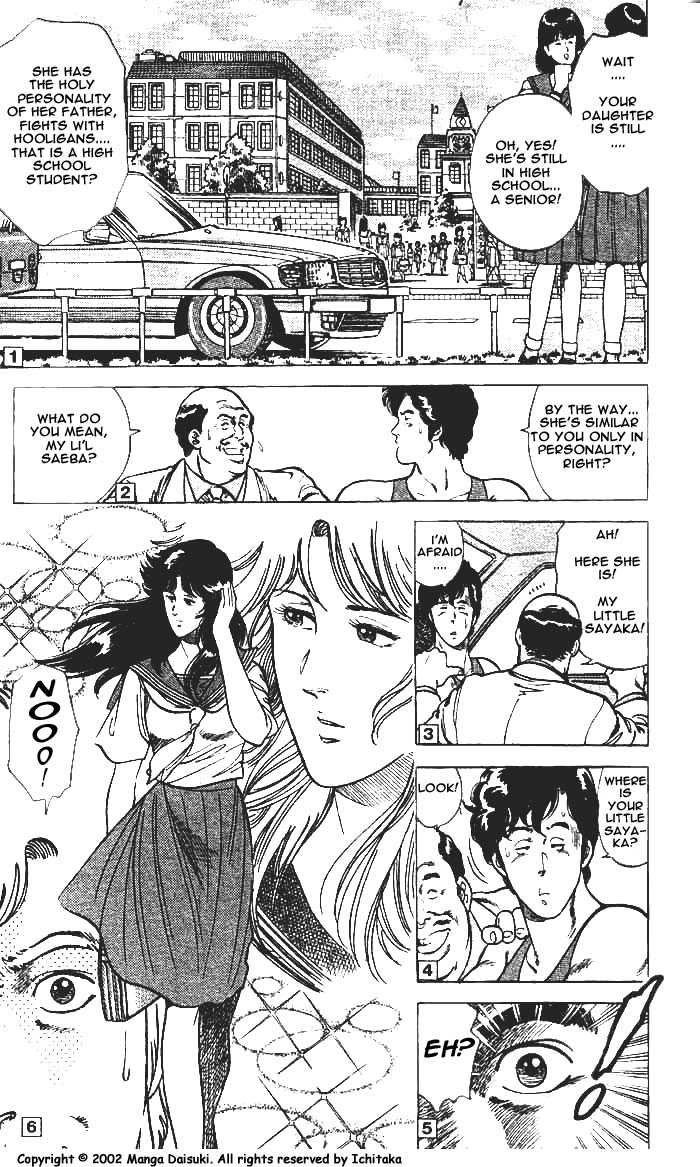 WAIT
....
YOUR
DAUGHTER
IS STILL
....
OH, YES!
SHE'S STILL
IN HIGH
SCHOOL...
A SENIOR!
SHE HAS
THE HOLY
PERSONALITY
OF HER FATHER,
FIGHTS WITH
HOOLIGANS....
THAT IS A HIGH
SCHOOL
STUDENT?
1
BY THE WAY...
SHE'S SIMILAR
TO YOU ONLY IN
PERSONALITY,
RIGHT?
WHAT DO
YOU MEAN,
MY LI'L
SAEBA?
2
AH!
HERE SHE
IS!
MY
LITTLE
SAYAKA!
I'M
AFRAID
....
3
WHERE
IS
YOUR
LITTLE
SAYA-
KA?
LOOK!
4
EH?
!
5
NOOO!
6
Copyright © 2002 Manga Daisuki. All rights reserved by Ichitaka